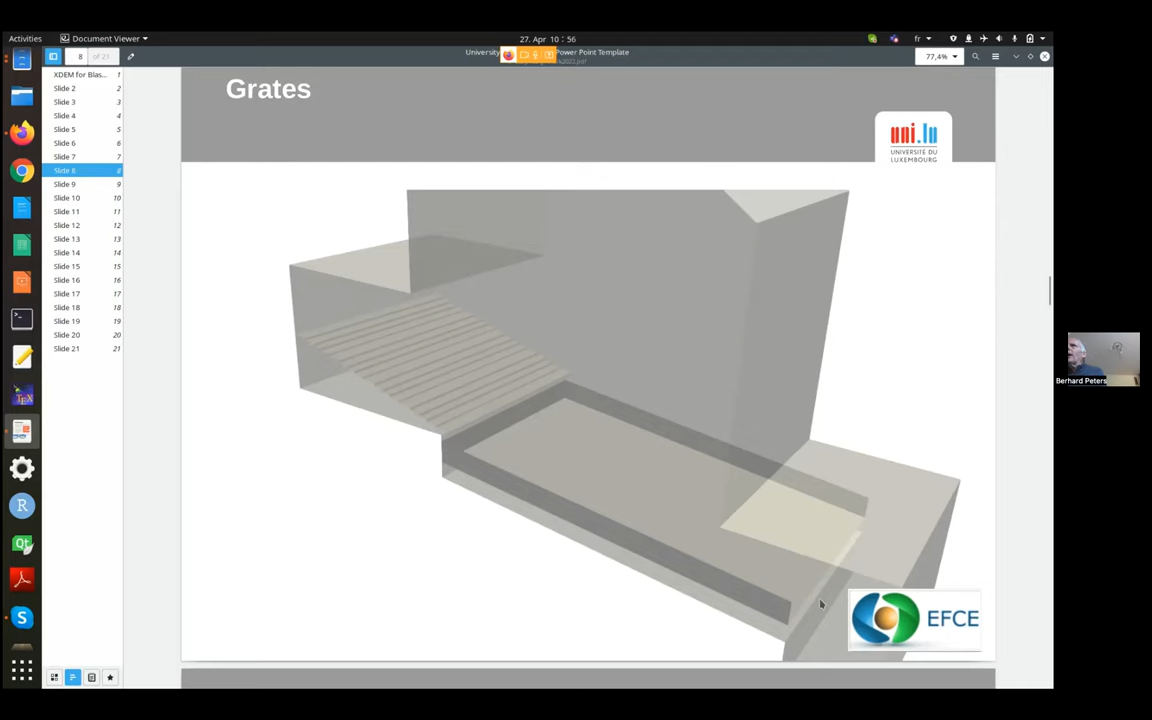 Activities
Document Viewer
27. Apr 10:56
fr
8
of 21
University
Power Point Template
77,4%
XDEM for Blas... 1
Slide 2 2
Slide 3 3
Slide 4 4
Slide 5 5
Slide 6 6
Slide 7 7
Slide 8 8
Slide 9 9
Slide 10 10
Slide 11 11
Slide 12 12
Slide 13 13
Slide 14 14
Slide 15 15
Slide 16 16
Slide 17 17
Slide 18 18
Slide 19 19
Slide 20 20
Slide 21 21
Grates
uni.lu
UNIVERSITÉ DU
LUXEMBOURG
EFCE
Berhard Peters